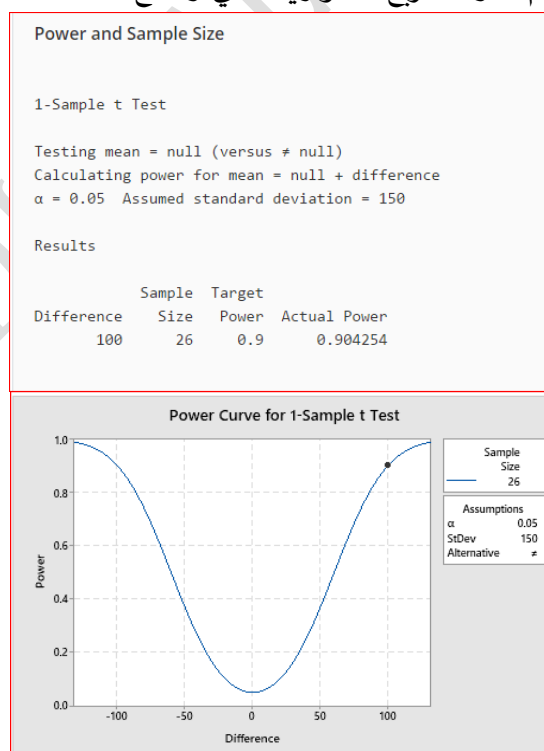 Power and Sample Size
1-Sample t Test
Testing mean = null (versus ≠ null)
Calculating power for mean = null + difference
α = 0.05 Assumed standard deviation = 150
Results
Sample Target
Difference Size Power Actual Power
100 26 0.9 0.904254
Power Curve for 1-Sample t Test
1.0
0.8
0.6
0.4
0.2
0.0
Power
-100 -50 0 50 100
Difference
Sample
Size
26
Assumptions
α 0.05
StDev 150
Alternative ≠